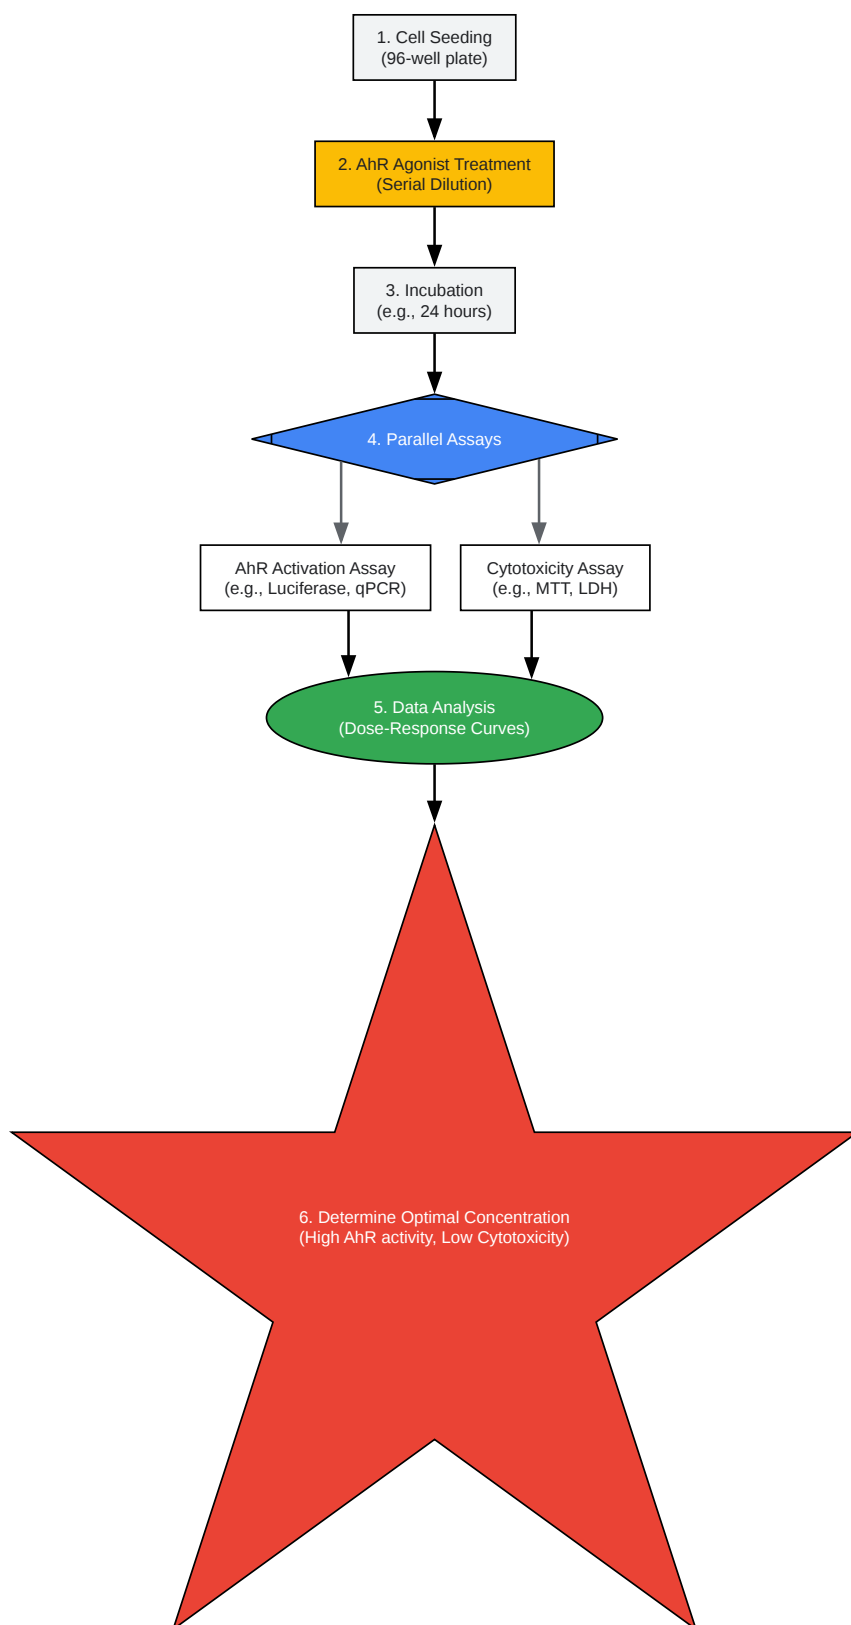 1. Cell Seeding
(96-well plate)
2. AhR Agonist Treatment
(Serial Dilution)
3. Incubation
(e.g., 24 hours)
4. Parallel Assays
AhR Activation Assay
(e.g., Luciferase, qPCR)
Cytotoxicity Assay
(e.g., MTT, LDH)
5. Data Analysis
(Dose-Response Curves)
6. Determine Optimal Concentration
(High AhR activity, Low Cytotoxicity)